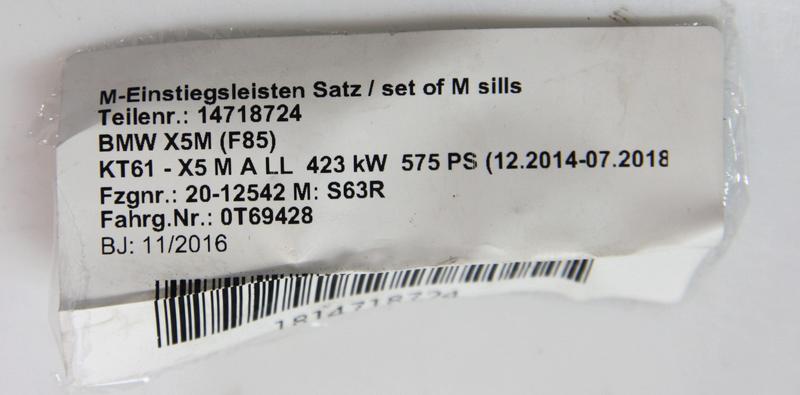 M-Einstiegsleisten Satz / set of M sills
Teilenr.: 14718724
BMW X5M (F85)
KT61 - X5 M A LL 423 kW 575 PS (12.2014-07.2018
Fzgnr.: 20-12542 M: S63R
Fahrg.Nr.: 0T69428
BJ: 11/2016
1814718724